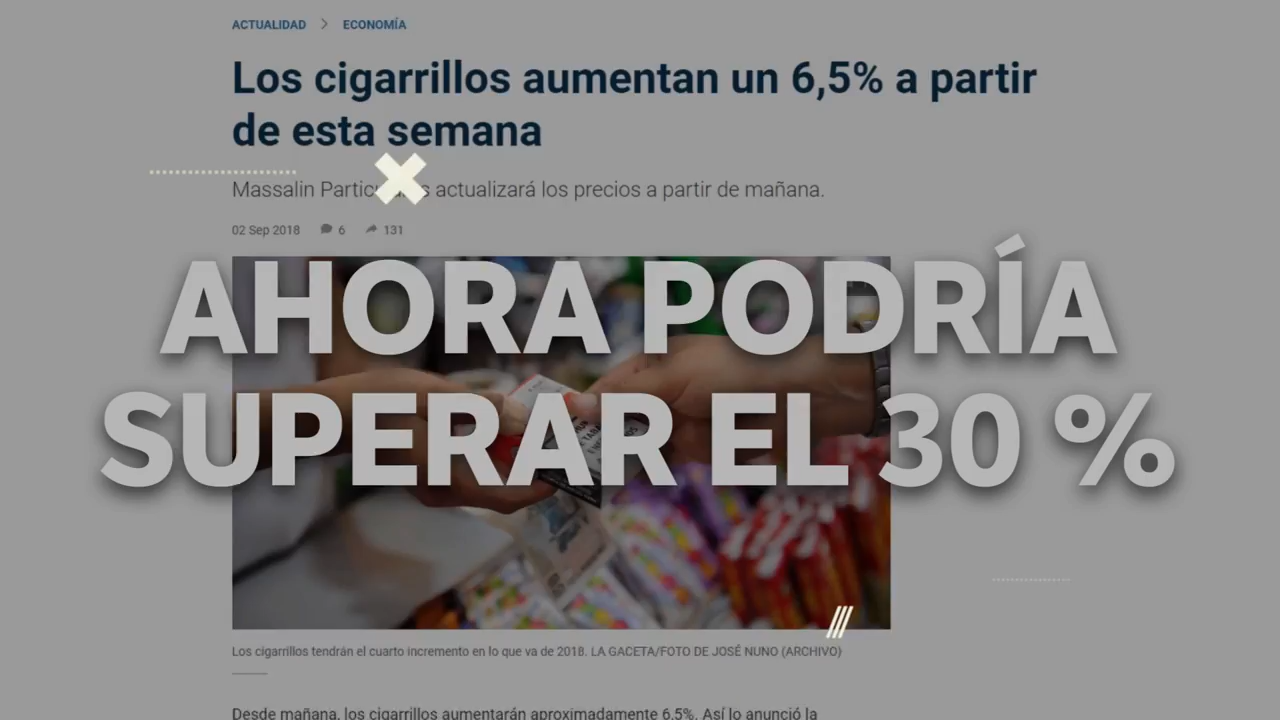 ACTUALIDAD > ECONOMÍA
Los cigarrillos aumentan un 6,5% a partir
de esta semana
Massalin actualizará los precios a partir de mañana.
02 Sep 2018 6 131
AHORA PODRÍA
SUPERAR EL 30 %
Los cigarrillos tendrán el cuarto incremento en lo que va de 2018. LA GACETA/FOTO DE JOSÉ NUNO (ARCHIVO)
Desde mañana, los cigarrillos aumentarán aproximadamente 6,5%. Así lo anunció la